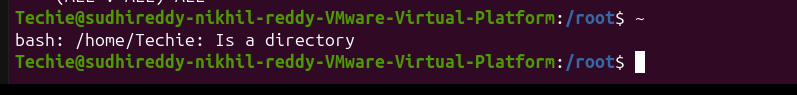 Techie@sudhireddy-nikhil-reddy-VMware-Virtual-Platform:/root$ ~
bash: /home/Techie: Is a directory
Techie@sudhireddy-nikhil-reddy-VMware-Virtual-Platform:/root$